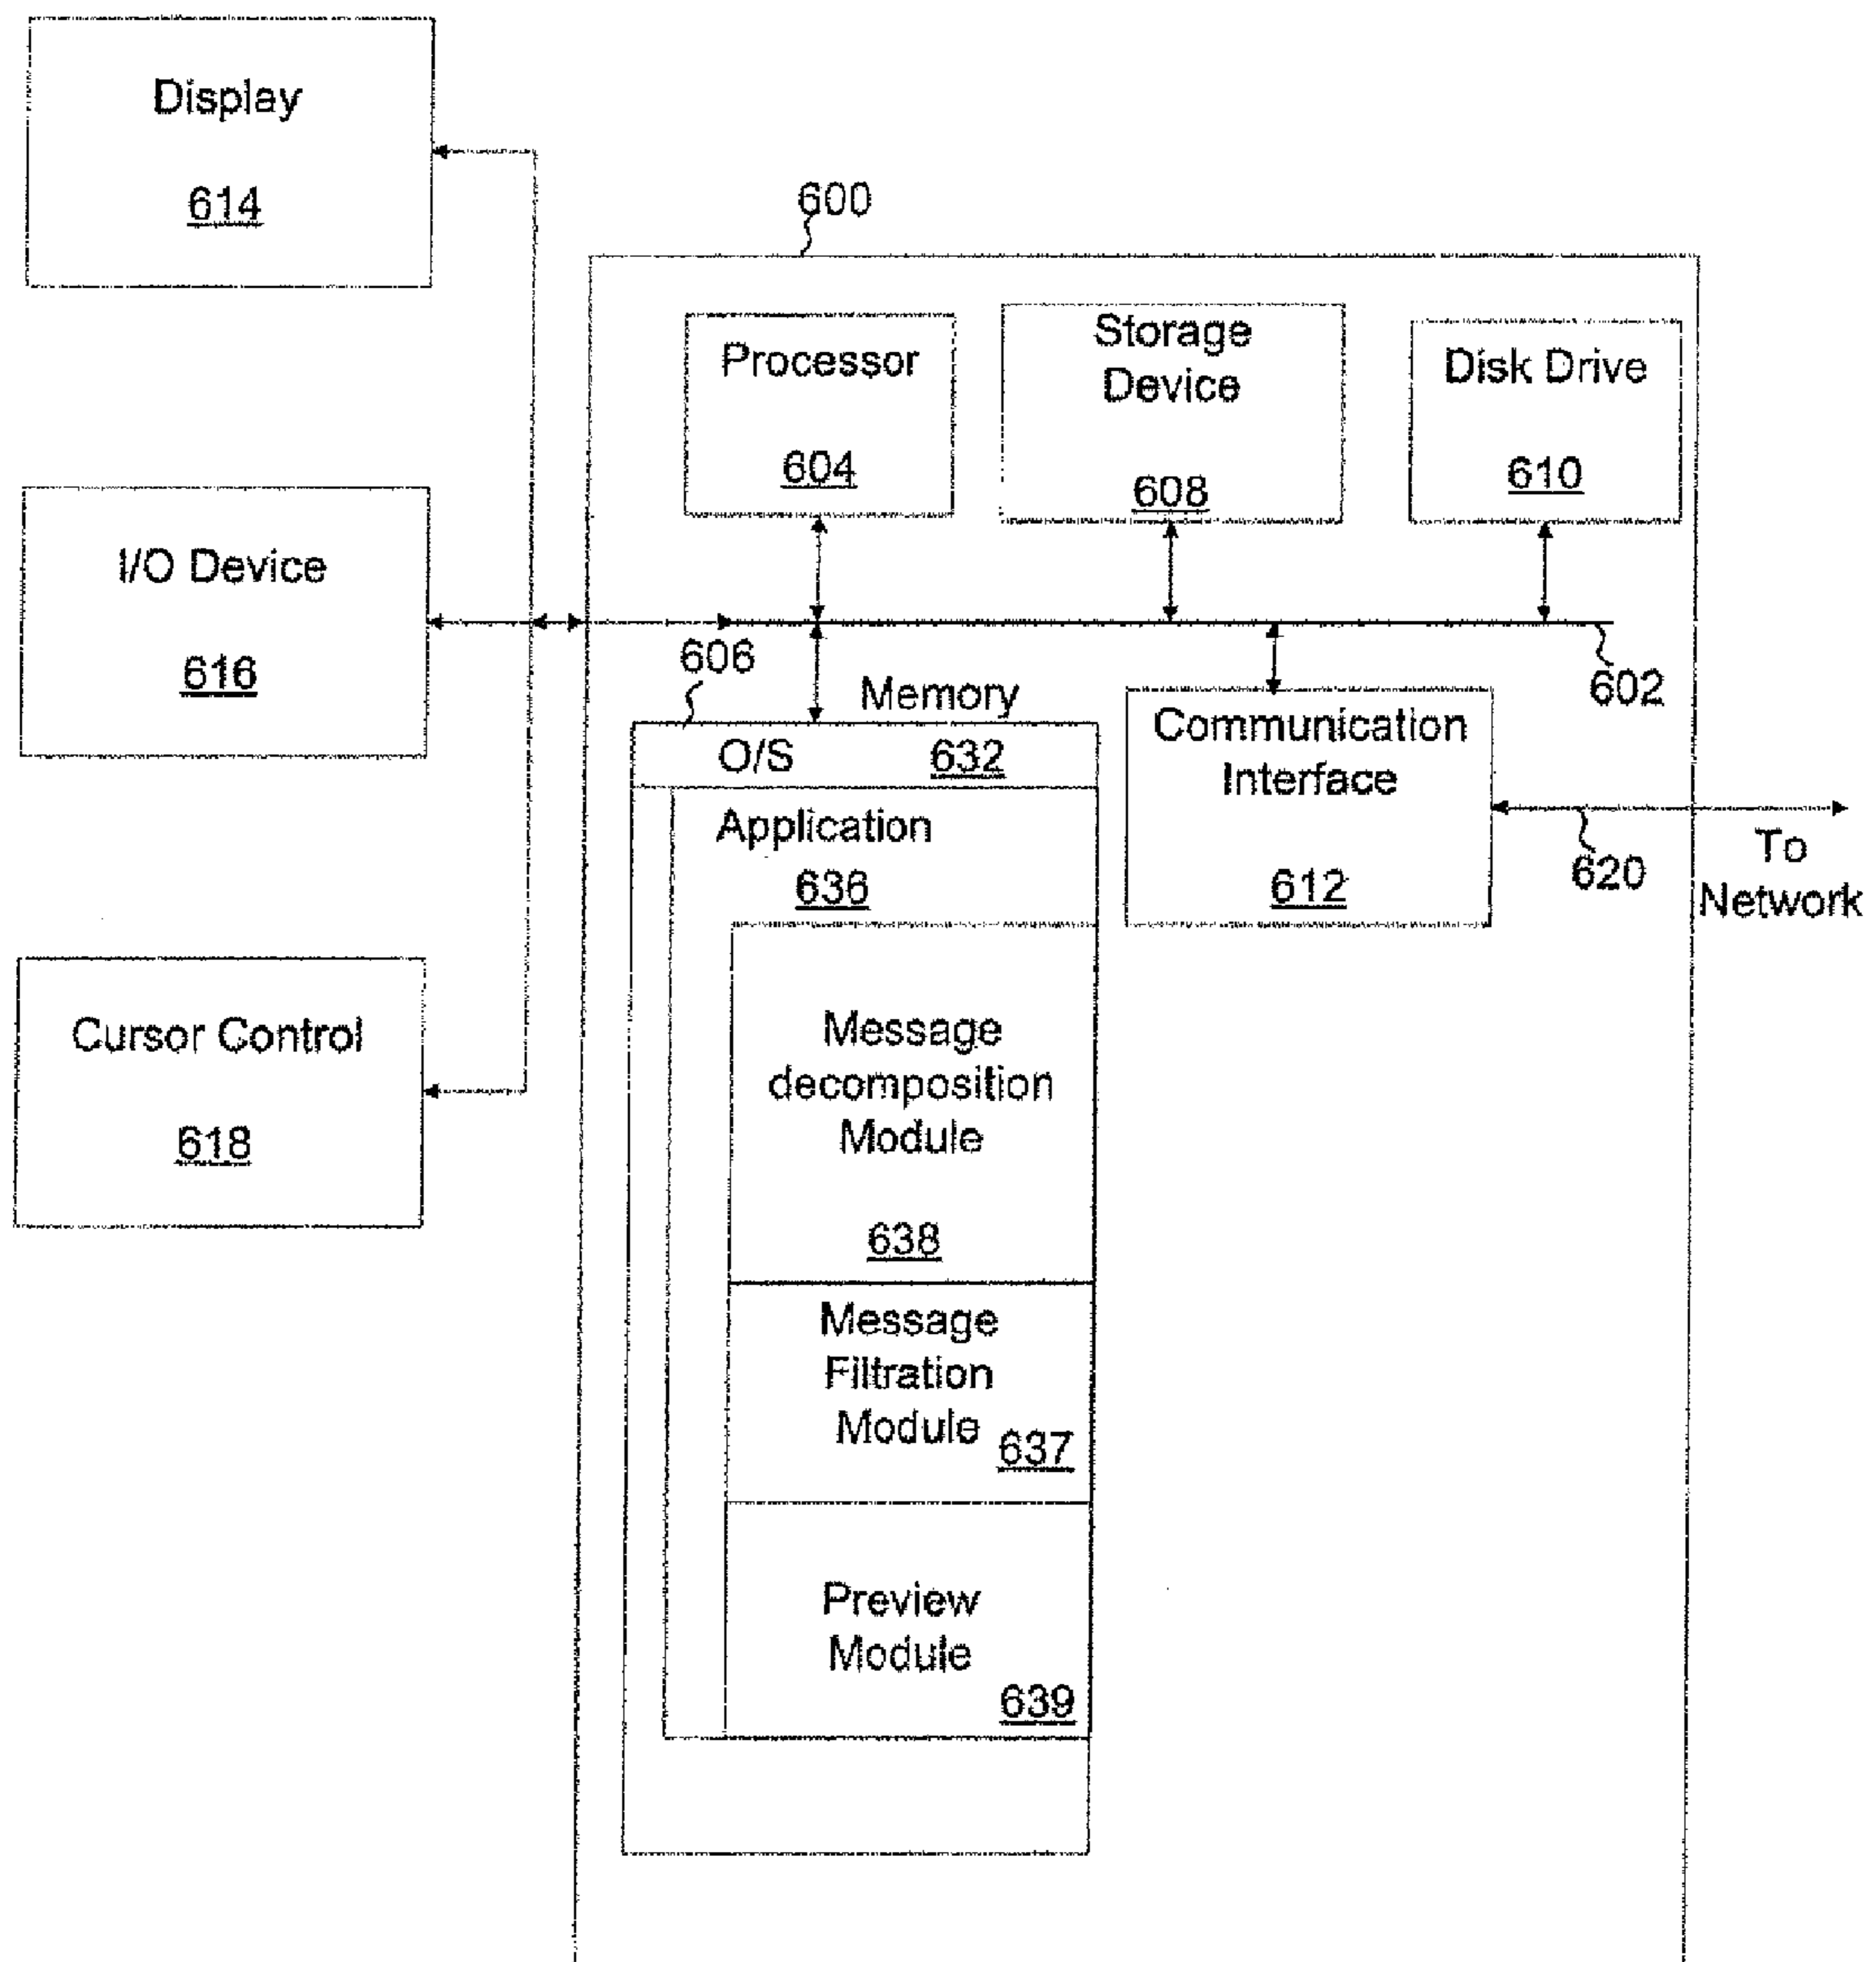 Display
614
600
Processor
604
Storage
Device
608
Disk Drive
610
I/O Device
616
606
Memory
602
O/S 632
Application
636
Communication
Interface
612
620
To
Network
Cursor Control
618
Message
decomposition
Module
638
Message
Filtration
Module
637
Preview
Module
639